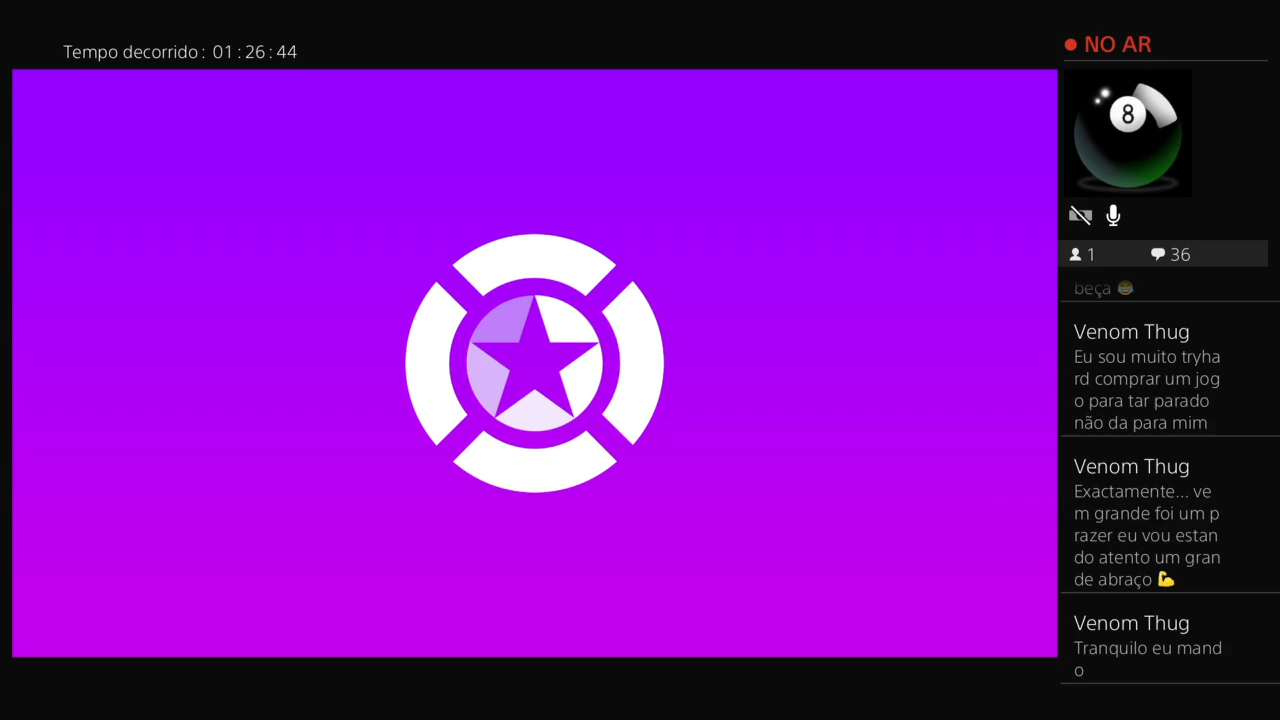 Tempo decorrido: 01:26:44
NO AR
8
1 36
beça 😁
Venom Thug
Eu sou muito tryha
rd comprar um jog
o para tar parado
não da para mim
Venom Thug
Exactamente... ve
m grande foi um p
razer eu vou estan
do atento um gran
de abraço 💪
Venom Thug
Tranquilo eu mand
o